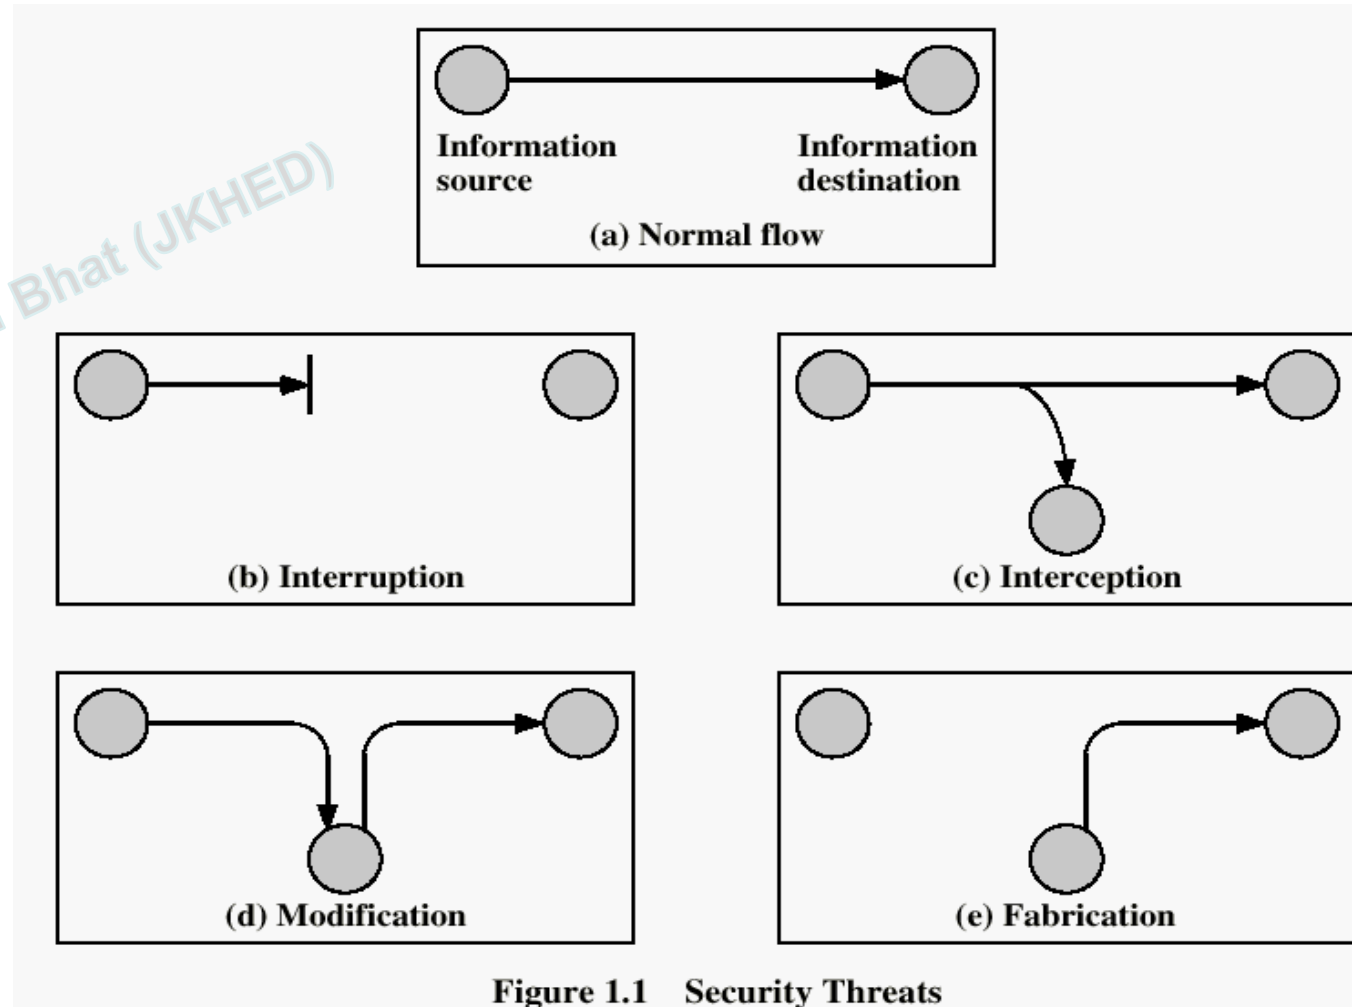 Information
source
Information
destination
(a) Normal flow
Bhat (JKHED)
(b) Interruption
(c) Interception
(d) Modification
(e) Fabrication
Figure 1.1 Security Threats